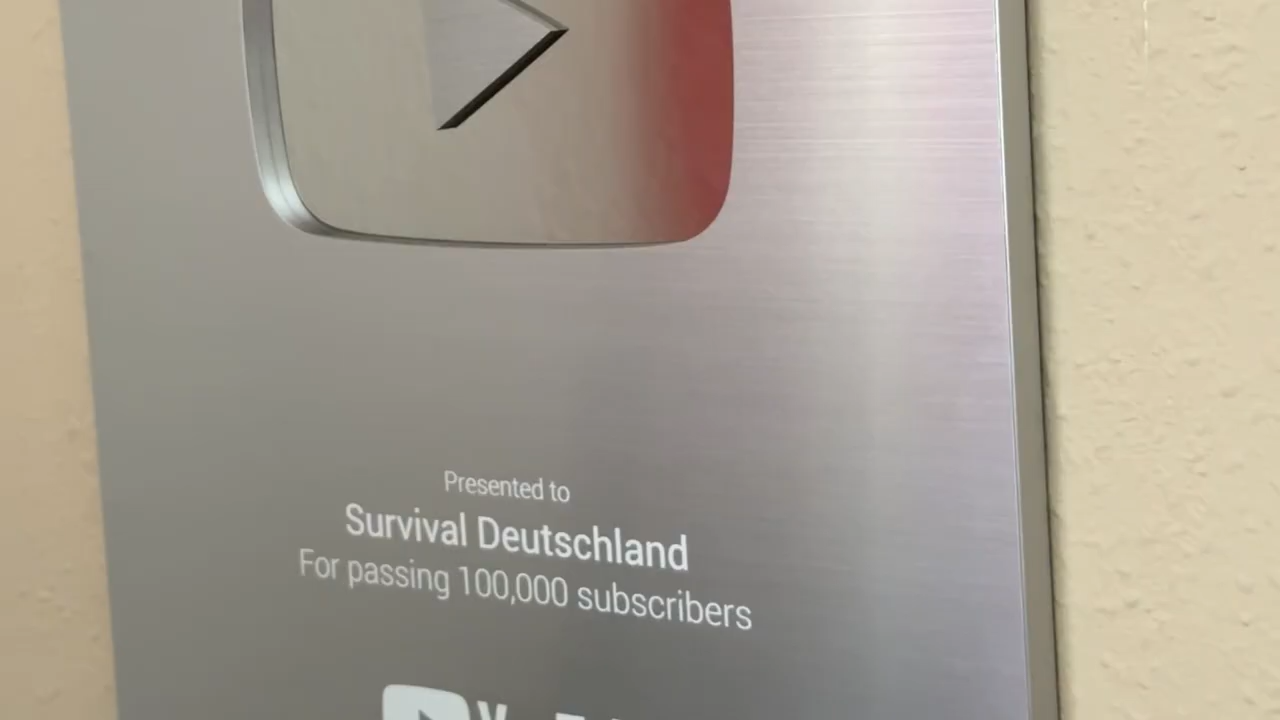 Presented to
Survival Deutschland
For passing 100,000 subscribers